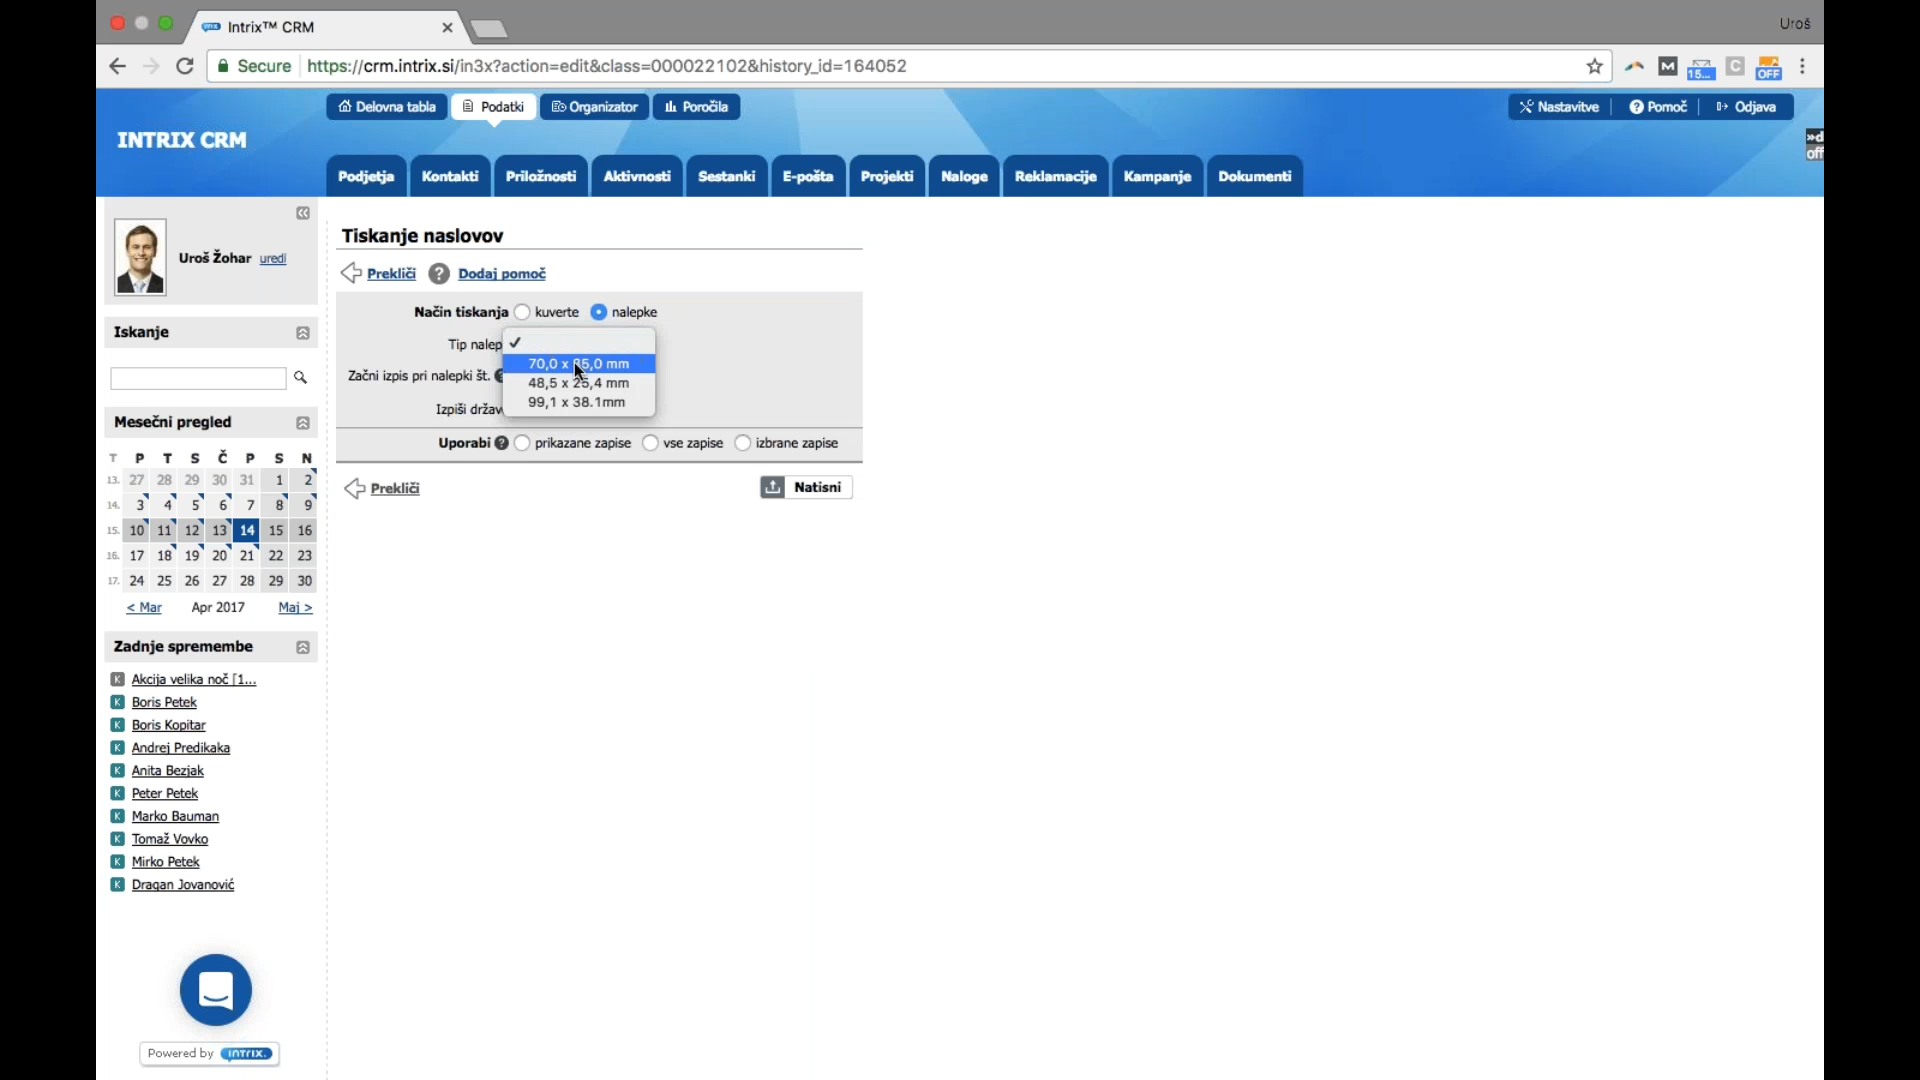 Intrix™ CRM
Uroš
Secure https://crm.intrix.si/in3x?action=edit&class=000022102&history_id=164052
M 15... C OFF
Delovna tabla Podatki Organizator Poročila
Nastavitve Pomoč Odjava
INTRIX CRM
»d
off
Podjetja Kontakti Priložnosti Aktivnosti Sestanki E-pošta Projekti Naloge Reklamacije Kampanje Dokumenti
Uroš Žohar uredi
Iskanje
Mesečni pregled
T P T S Č P S N
13. 27 28 29 30 31 1 2
14. 3 4 5 6 7 8 9
15. 10 11 12 13 14 15 16
16. 17 18 19 20 21 22 23
17. 24 25 26 27 28 29 30
< Mar Apr 2017 Maj >
Zadnje spremembe
K Akcija velika noč [1...
K Boris Petek
K Boris Kopitar
K Andrej Predikaka
K Anita Bezjak
K Peter Petek
K Marko Bauman
K Tomaž Vovko
K Mirko Petek
K Dragan Jovanović
Powered by INTRIX.
Tiskanje naslovov
Prekliči ? Dodaj pomoč
Način tiskanja kuverte nalepke
Tip nalep
70,0 x mm
48,5 x 25,4 mm
99,1 x 38.1mm
Začni izpis pri nalepki št.
Izpiši držav
Uporabi ? prikazane zapise vse zapise izbrane zapise
Prekliči Natisni